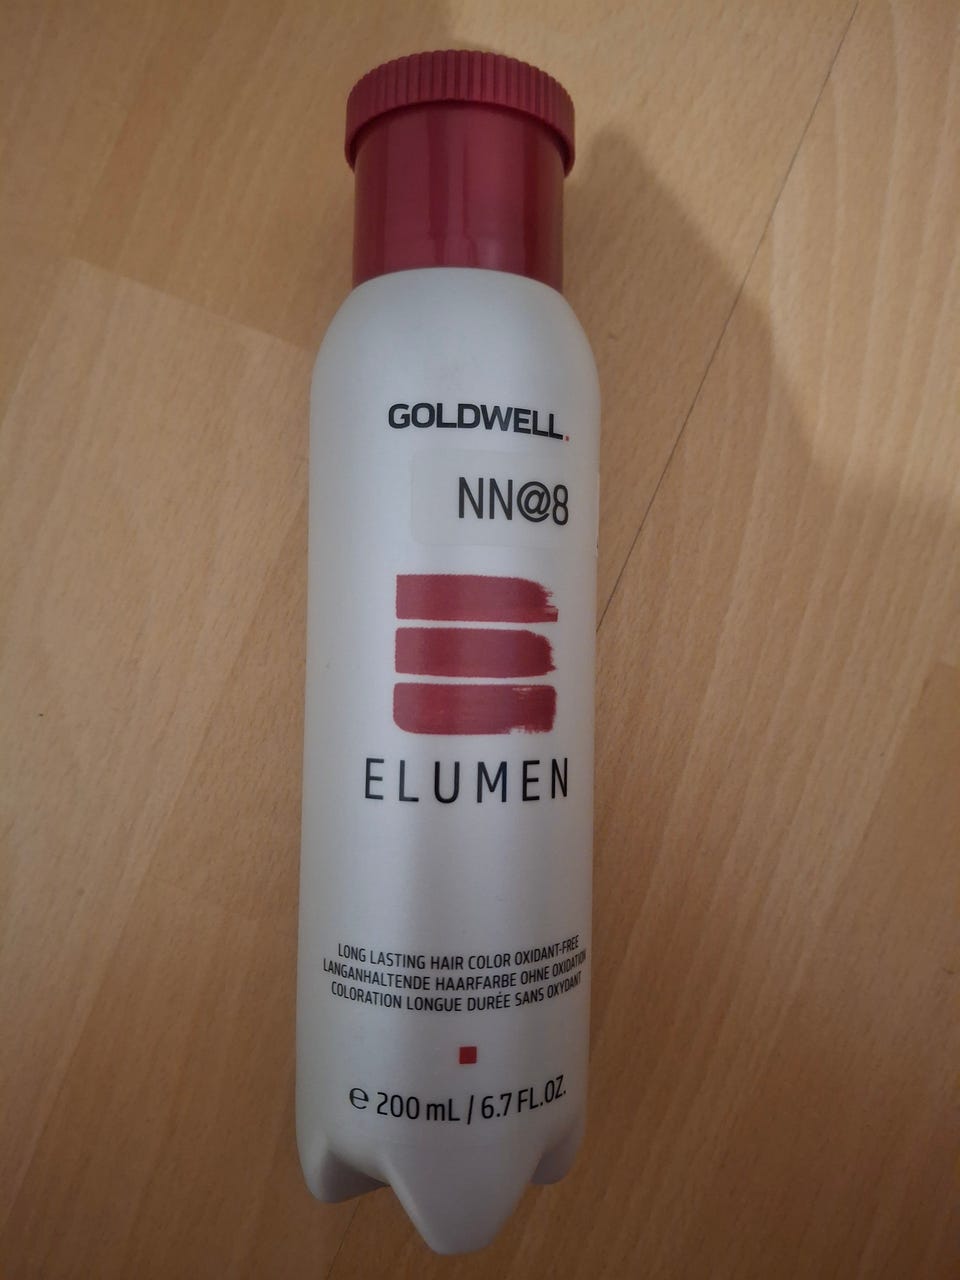 GOLDWELL.
NN@8
ELUMEN
LONG LASTING HAIR COLOR OXIDANT-FREE
LANGANHALTENDE HAARFARBE OHNE OXIDATION
COLORATION LONGUE DURÉE SANS OXYDANT
℮ 200 mL / 6.7 FL.OZ.